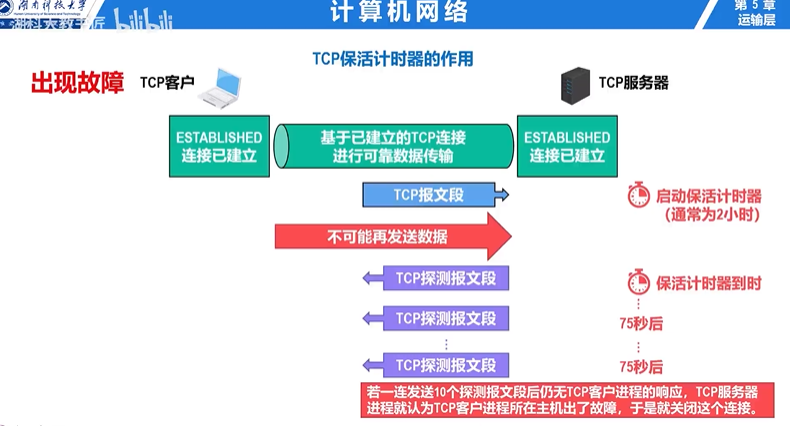 湖南科技大学
计算机网络
第 5 章
运输层
湖科大教书匠 bilibili
TCP保活计时器的作用
出现故障
TCP客户
TCP服务器
ESTABLISHED
连接已建立
基于已建立的TCP连接
进行可靠数据传输
ESTABLISHED
连接已建立
TCP报文段
启动保活计时器
（通常为2小时）
不可能再发送数据
TCP探测报文段
保活计时器到时
TCP探测报文段
75秒后
TCP探测报文段
75秒后
若一连发送10个探测报文段后仍无TCP客户进程的响应，TCP服务器
进程就认为TCP客户进程所在主机出了故障，于是就关闭这个连接。